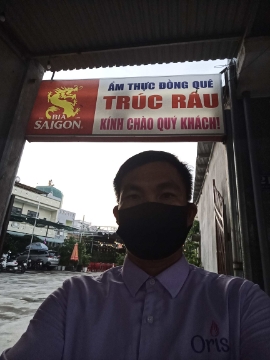 BIA
SAIGON
ẨM THỰC ĐỒNG QUÊ
TRÚC RÂU
KÍNH CHÀO QUÝ KHÁCH!
Oris